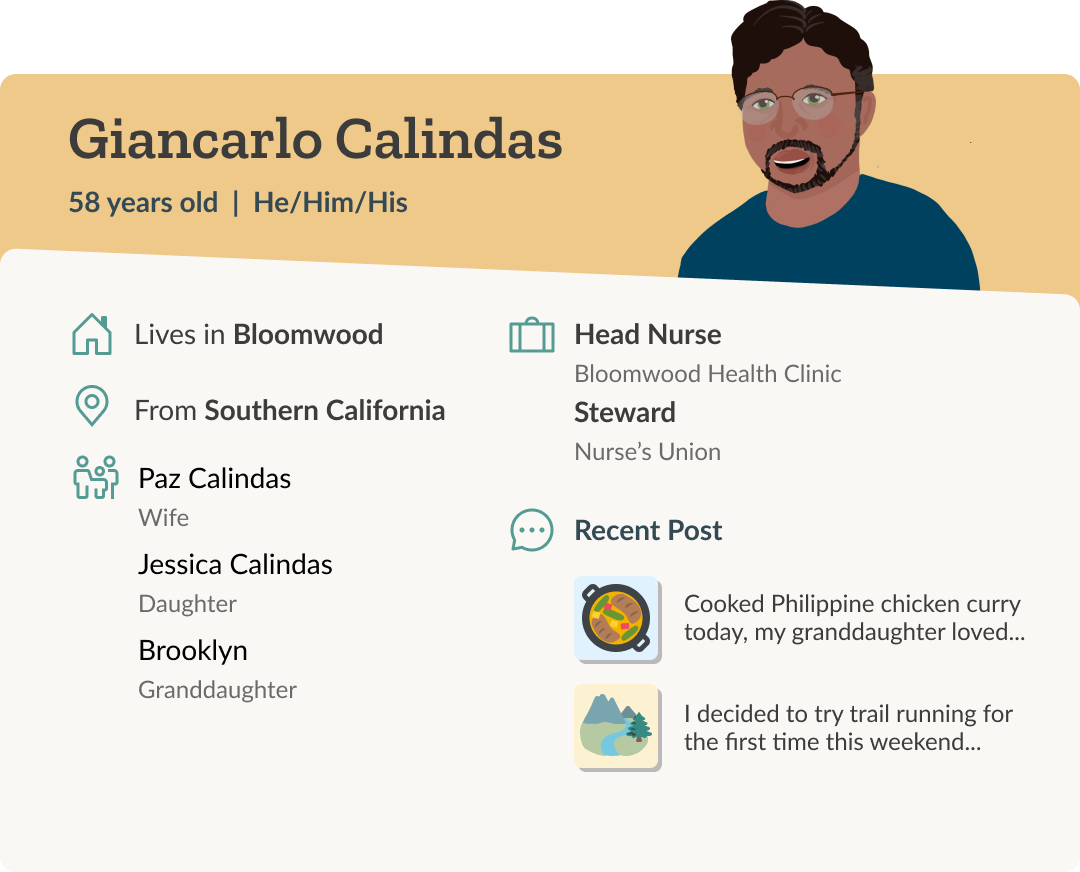 Giancarlo Calindas
58 years old | He/Him/His
Lives in Bloomwood
From Southern California
Paz Calindas
Wife
Jessica Calindas
Daughter
Brooklyn
Granddaughter
Head Nurse
Bloomwood Health Clinic
Steward
Nurse’s Union
Recent Post
Cooked Philippine chicken curry
today, my granddaughter loved...
I decided to try trail running for
the first time this weekend...